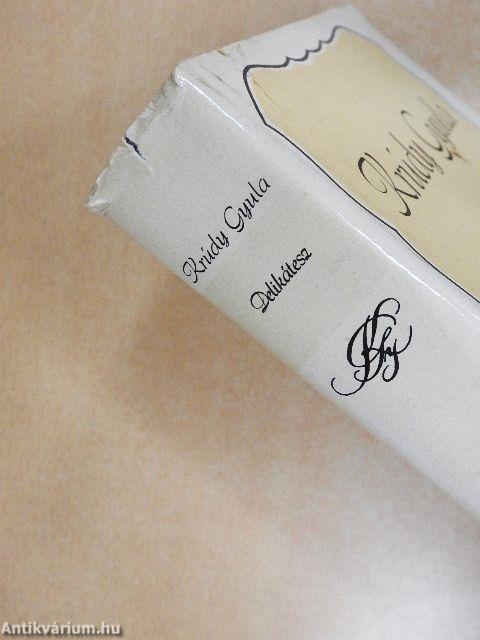 Krúdy Gyula
Delikátesz
Krúdy Gyula
Antikvárium.hu